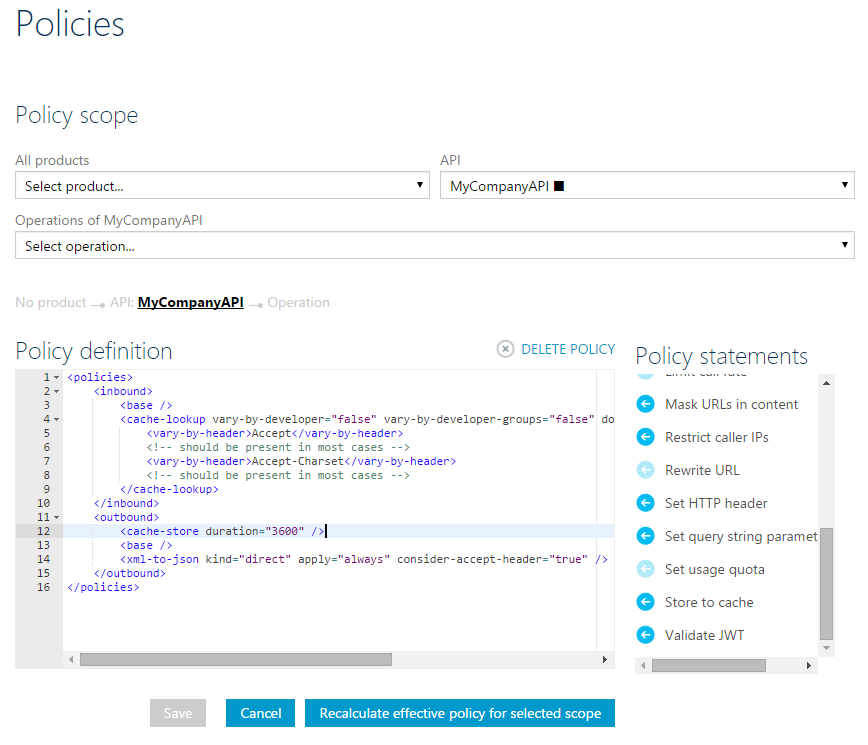 Policies
Policy scope
All products
API
Select product...
MyCompanyAPI
Operations of MyCompanyAPI
Select operation...
No product API: MyCompanyAPI Operation
Policy definition
DELETE POLICY
Policy statements
1 <policies>
2 <inbound>
3 <base />
4 <cache-lookup vary-by-developer="false" vary-by-developer-groups="false" do
5 <vary-by-header>Accept</vary-by-header>
6 <!-- should be present in most cases -->
7 <vary-by-header>Accept-Charset</vary-by-header>
8 <!-- should be present in most cases -->
9 </cache-lookup>
10 </inbound>
11 <outbound>
12 <cache-store duration="3600" />
13 <base />
14 <xml-to-json kind="direct" apply="always" consider-accept-header="true" />
15 </outbound>
16 </policies>
Limit call rate
Mask URLs in content
Restrict caller IPs
Rewrite URL
Set HTTP header
Set query string paramet
Set usage quota
Store to cache
Validate JWT
Save
Cancel
Recalculate effective policy for selected scope